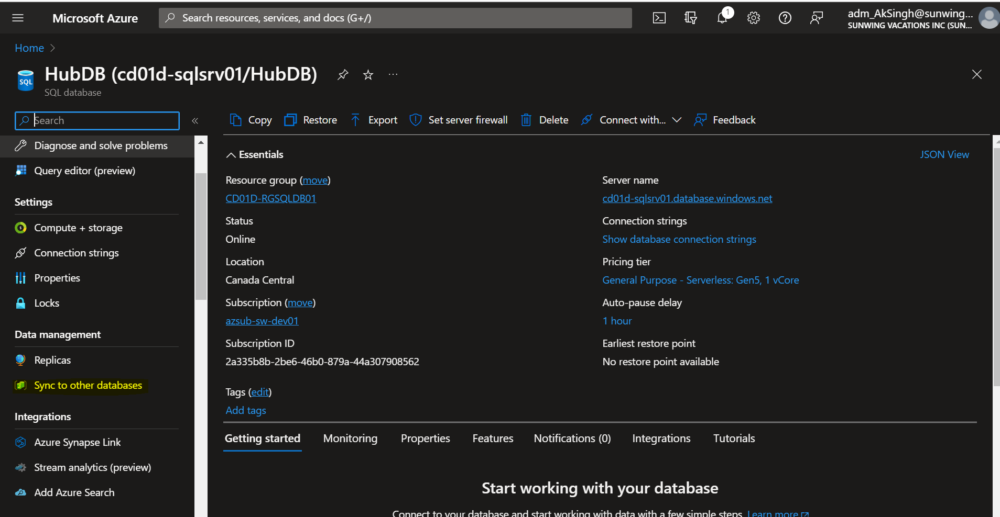 Microsoft Azure
Search resources, services, and docs (G+/)
1
adm_AkSingh@sunwing...
SUNWING VACATIONS INC (SUN...
Home
HubDB (cd01d-sqlsrv01/HubDB)
...
SQL
SQL database
Search
«
Copy
Restore
Export
Set server firewall
Delete
Connect with...
Feedback
Diagnose and solve problems
Query editor (preview)
Settings
Compute + storage
Connection strings
Properties
Locks
Data management
Replicas
Sync to other databases
Integrations
Azure Synapse Link
Stream analytics (preview)
Add Azure Search
Essentials
JSON View
Resource group (move)
CD01D-RGSQLDB01
Status
Online
Location
Canada Central
Subscription (move)
azsub-sw-dev01
Subscription ID
2a335b8b-2be6-46b0-879a-44a307908562
Server name
cd01d-sqlsrv01.database.windows.net
Connection strings
Show database connection strings
Pricing tier
General Purpose - Serverless: Gen5, 1 vCore
Auto-pause delay
1 hour
Earliest restore point
No restore point available
Tags (edit)
Add tags
Getting started
Monitoring
Properties
Features
Notifications (0)
Integrations
Tutorials
Start working with your database
Connect to your database and start working with data with a few simple steps. Learn more